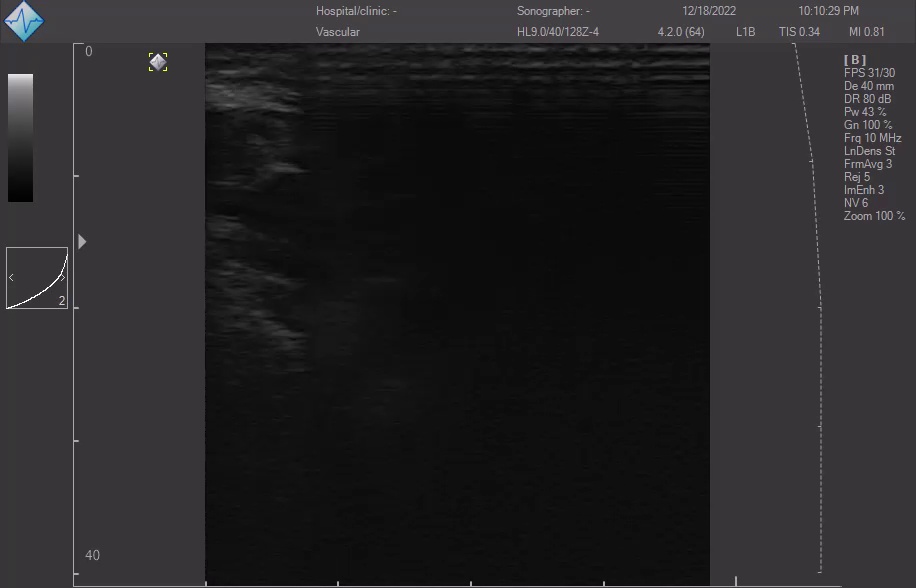 Hospital/clinic: - Sonographer: - 12/18/2022 10:10:29 PM
Vascular HL9.0/40/128Z-4 4.2.0 (64) L1B TIS 0.34 MI 0.81
0
[ B ]
FPS 31/30
De 40 mm
DR 80 dB
Pw 43 %
Gn 100 %
Frq 10 MHz
LnDens St
FrmAvg 3
Rej 5
ImEnh 3
NV 6
Zoom 100 %
2
40